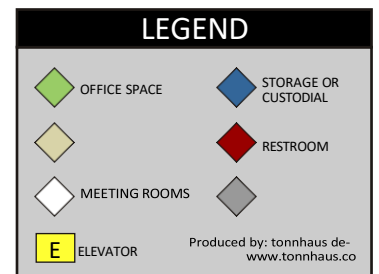 LEGEND
OFFICE SPACE
STORAGE OR
CUSTODIAL
RESTROOM
MEETING ROOMS
E ELEVATOR
Produced by: tonnhaus de-
www.tonnhaus.co